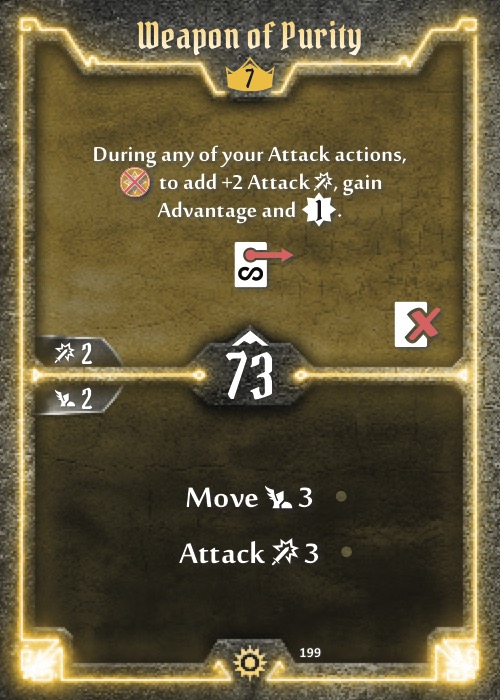 Weapon of Purity
7
During any of your Attack actions,
to add +2 Attack , gain
Advantage and 1 .
2
73
2
Move 3
Attack 3
199